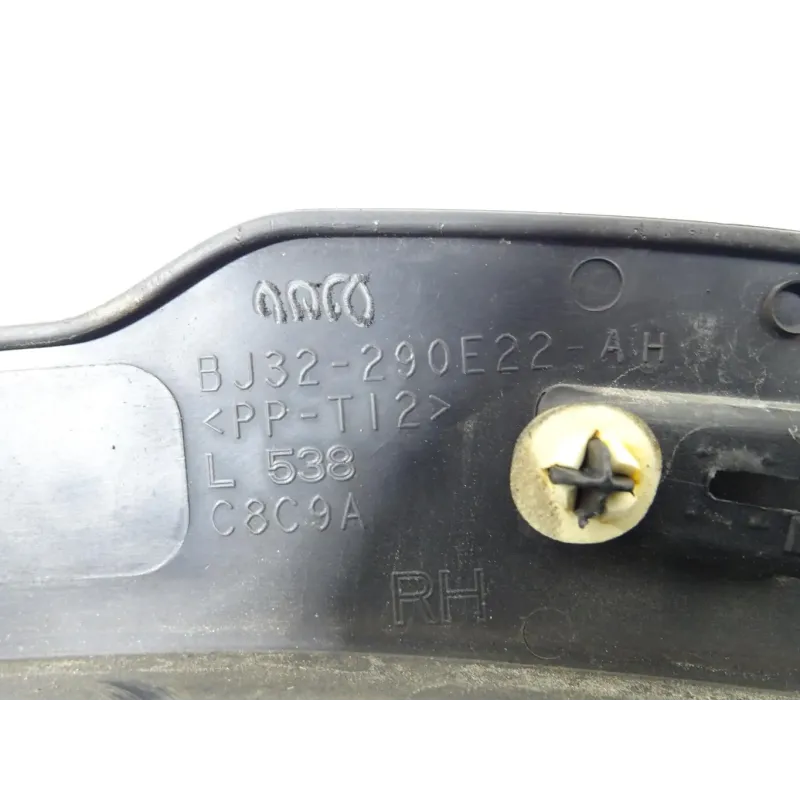 BJ32-290E22-AH
<PP-T12>
L 538
C8C9A
RH